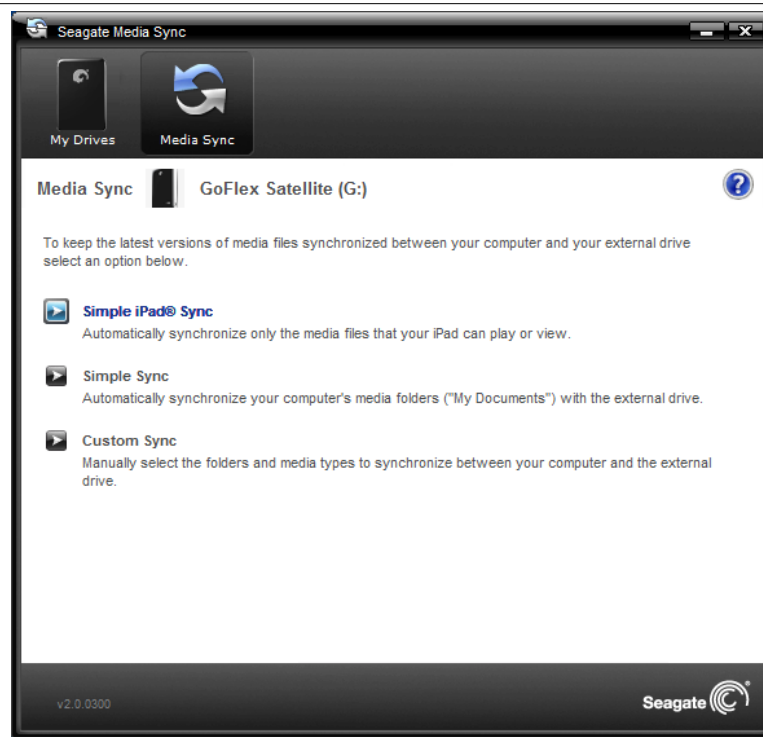 Seagate Media Sync
My Drives
Media Sync
Media Sync GoFlex Satellite (G:)
To keep the latest versions of media files synchronized between your computer and your external drive
select an option below.
Simple iPad® Sync
Automatically synchronize only the media files that your iPad can play or view.
Simple Sync
Automatically synchronize your computer's media folders ("My Documents") with the external drive.
Custom Sync
Manually select the folders and media types to synchronize between your computer and the external
drive.
v2.0.0300
Seagate